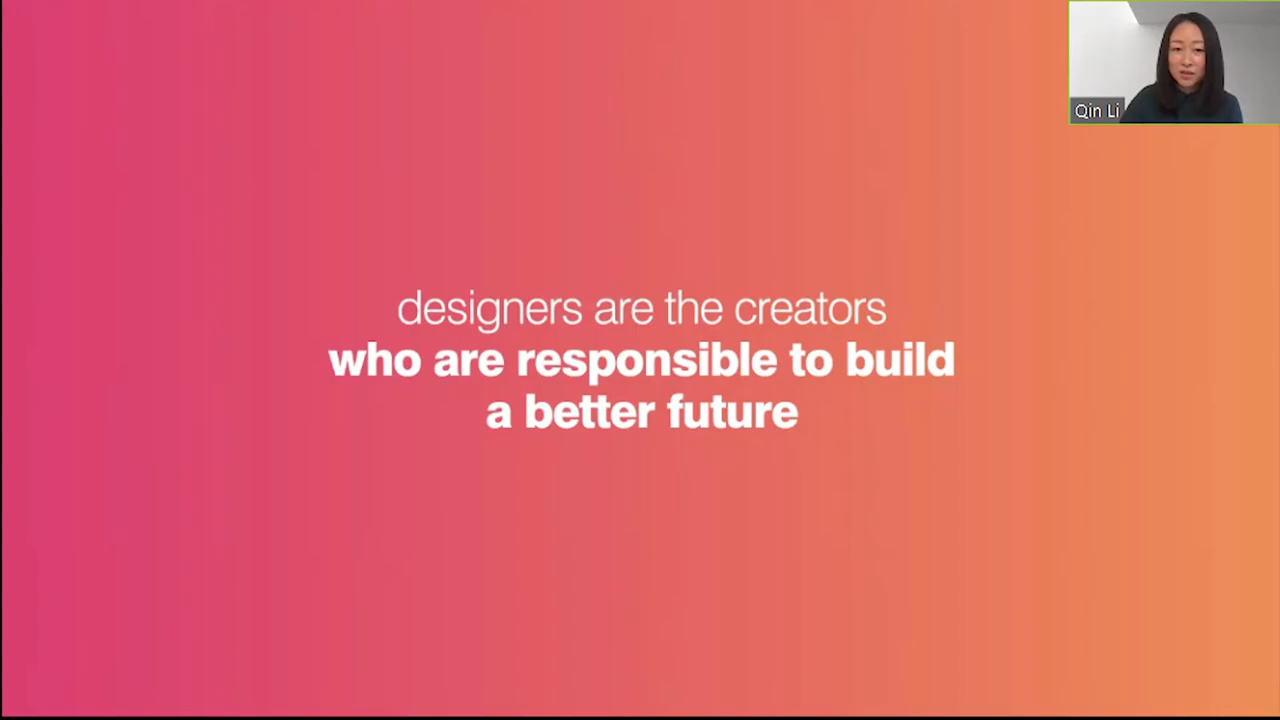 Qin Li
designers are the creators
who are responsible to build
a better future